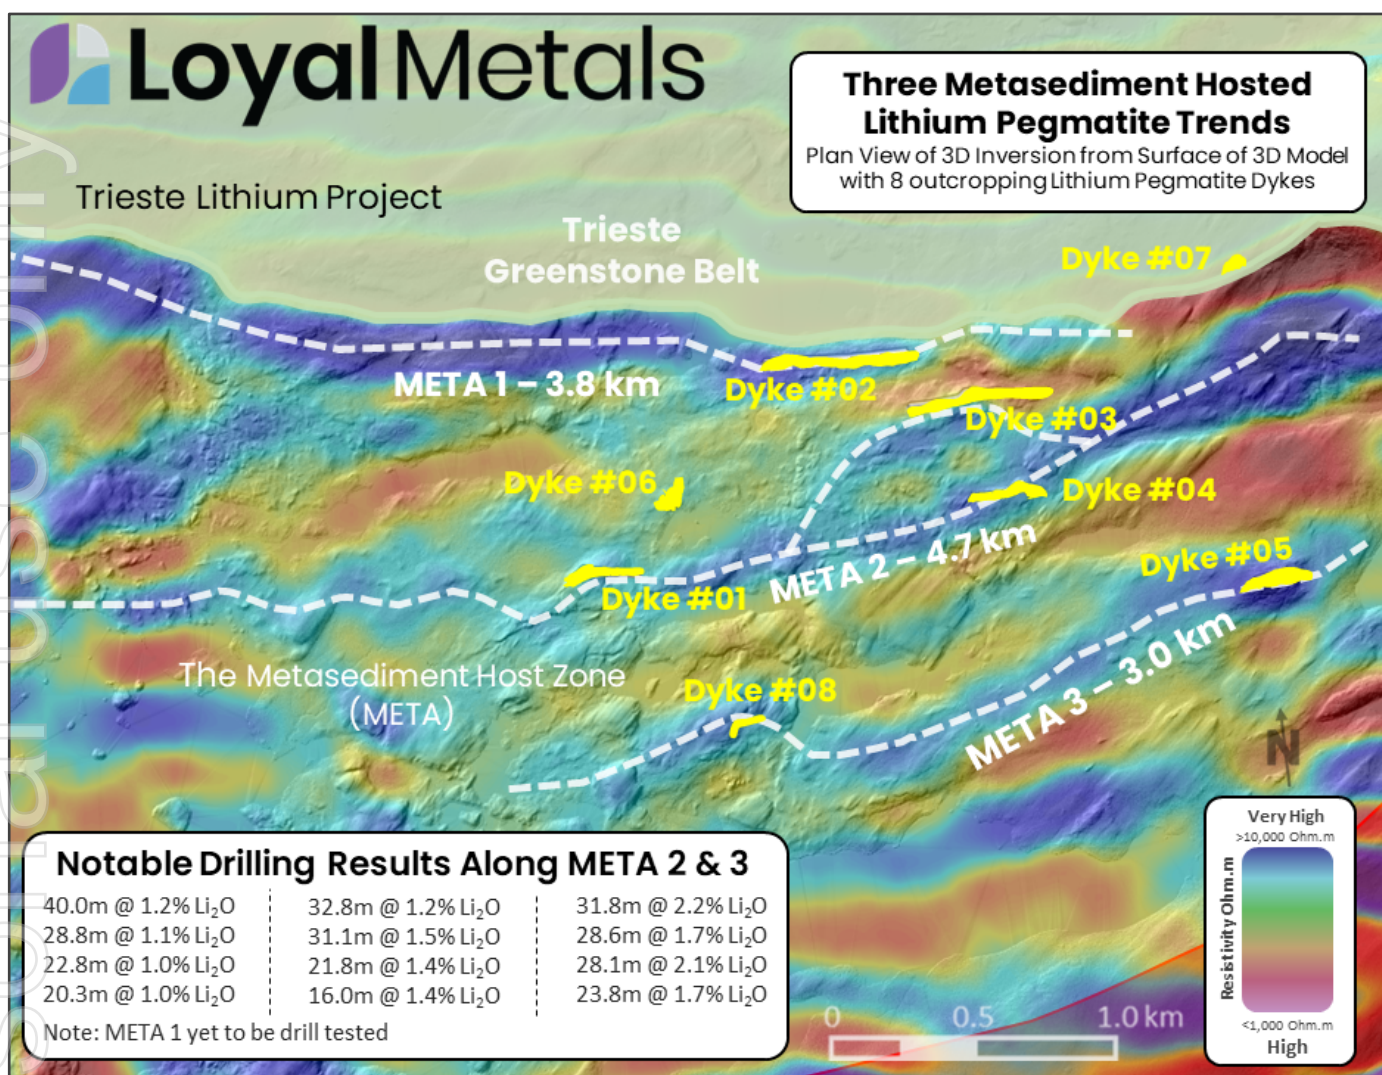 Loyal Metals
Trieste Lithium Project
Three Metasediment Hosted
Lithium Pegmatite Trends
Plan View of 3D Inversion from Surface of 3D Model
with 8 outcropping Lithium Pegmatite Dykes
Trieste
Greenstone Belt
Dyke #07
META 1 – 3.8 km
Dyke #02
Dyke #03
Dyke #06
Dyke #04
META 2 – 4.7 km
Dyke #05
Dyke #01
The Metasediment Host Zone
(META)
Dyke #08
META 3 – 3.0 km
N
Notable Drilling Results Along META 2 & 3
40.0m @ 1.2% Li₂O 32.8m @ 1.2% Li₂O 31.8m @ 2.2% Li₂O
28.8m @ 1.1% Li₂O 31.1m @ 1.5% Li₂O 28.6m @ 1.7% Li₂O
22.8m @ 1.0% Li₂O 21.8m @ 1.4% Li₂O 28.1m @ 2.1% Li₂O
20.3m @ 1.0% Li₂O 16.0m @ 1.4% Li₂O 23.8m @ 1.7% Li₂O
Note: META 1 yet to be drill tested
0 0.5 1.0 km
Very High
>10,000 Ohm.m
Resistivity Ohm.m
<1,000 Ohm.m
High
sonal use only